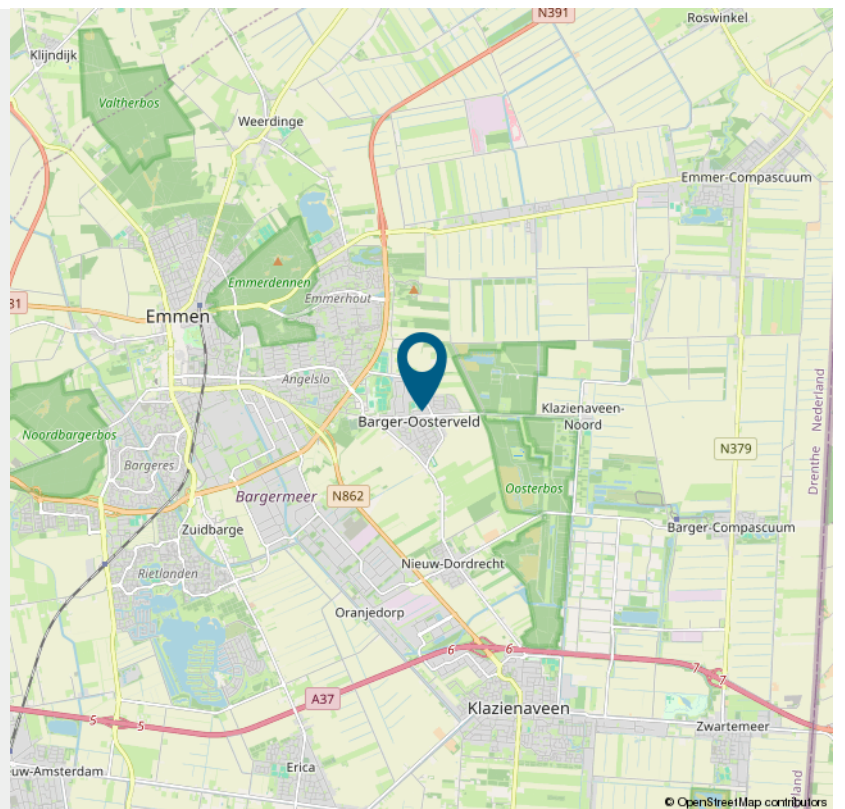 N391
Roswinkel
Klijndijk
Valtherbos
Weerdinge
Emmer-Compascuum
Emmerdennen
Emmerhout
31
Emmen
Angelslo
Klazienaveen-
Noord
Barger-Oosterveld
Noordbargerbos
Drenthe Nederland
N379
Bargeres
Oosterbos
Bargermeer
N862
Zuidbarge
Barger-Compascuum
Nieuw-Dordrecht
Rietlanden
Oranjedorp
6 6
7 7
A37
Klazienaveen
5 5
Zwartemeer
Erica
euw-Amsterdam
rland
© OpenStreetMap contributors